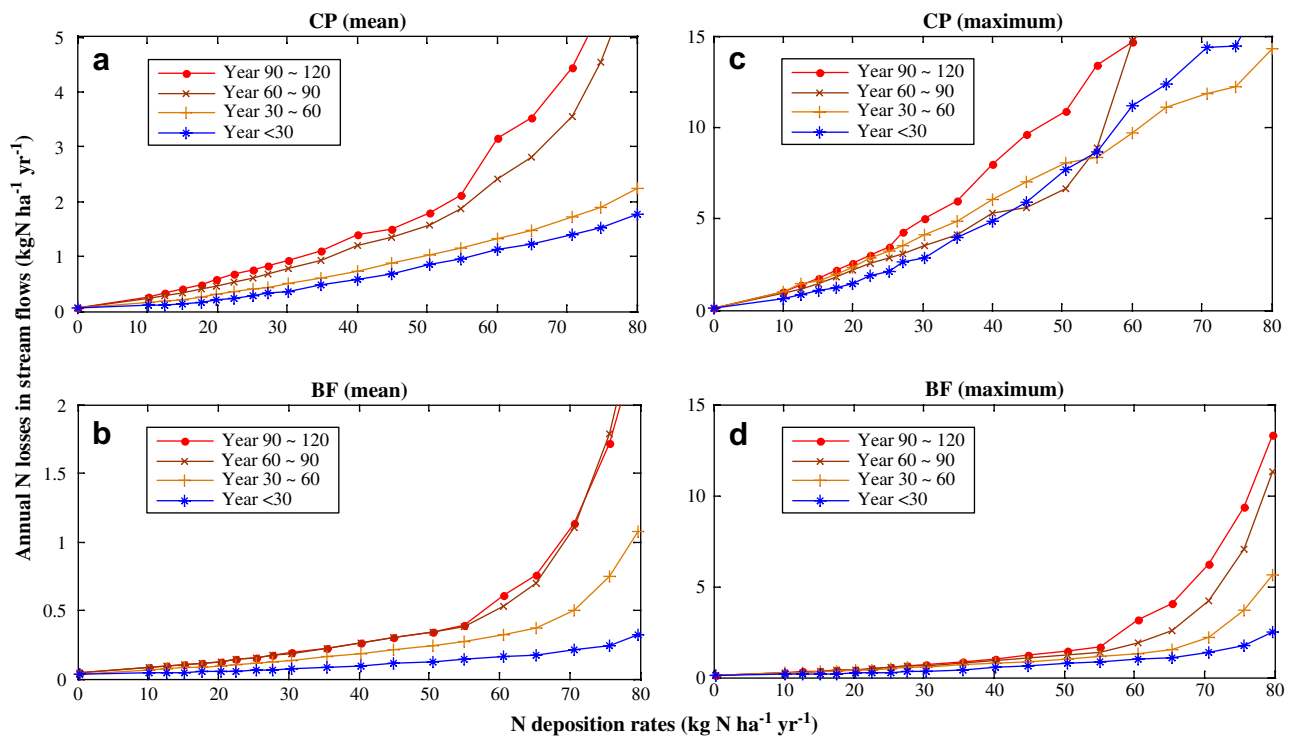 CP (mean)
a
Year 90 ~ 120
Year 60 ~ 90
Year 30 ~ 60
Year <30
5
4
3
2
1
0
0 10 20 30 40 50 60 70 80
CP (maximum)
c
Year 90 ~ 120
Year 60 ~ 90
Year 30 ~ 60
Year <30
15
10
5
0
0 10 20 30 40 50 60 70 80
BF (mean)
b
Year 90 ~ 120
Year 60 ~ 90
Year 30 ~ 60
Year <30
2
1.5
1
0.5
0
0 10 20 30 40 50 60 70 80
BF (maximum)
d
Year 90 ~ 120
Year 60 ~ 90
Year 30 ~ 60
Year <30
15
10
5
0
0 10 20 30 40 50 60 70 80
Annual N losses in stream flows (kgN ha⁻¹ yr⁻¹)
N deposition rates (kg N ha⁻¹ yr⁻¹)